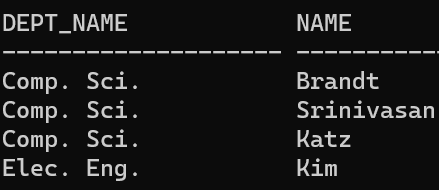 DEPT_NAME NAME
-------------------- ----------
Comp. Sci. Brandt
Comp. Sci. Srinivasan
Comp. Sci. Katz
Elec. Eng. Kim